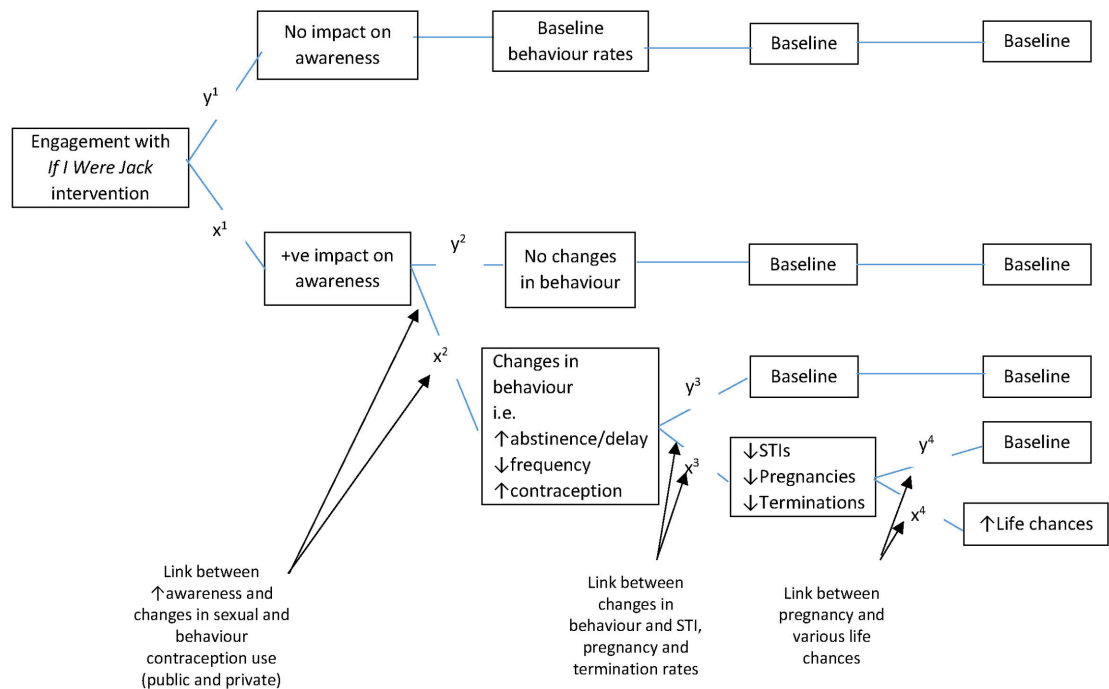 No impact on
awareness
Baseline
behaviour rates
Baseline
Baseline
y¹
Engagement with
If I Were Jack
intervention
x¹
+ve impact on
awareness
y²
No changes
in behaviour
Baseline
Baseline
x²
Changes in
behaviour
i.e.
↑abstinence/delay
↓frequency
↑contraception
y³
Baseline
Baseline
x³
↓STIs
↓Pregnancies
↓Terminations
y⁴
Baseline
x⁴
↑Life chances
Link between
↑awareness and
changes in sexual and
behaviour
contraception use
(public and private)
Link between
changes in
behaviour and STI,
pregnancy and
termination rates
Link between
pregnancy and
various life
chances